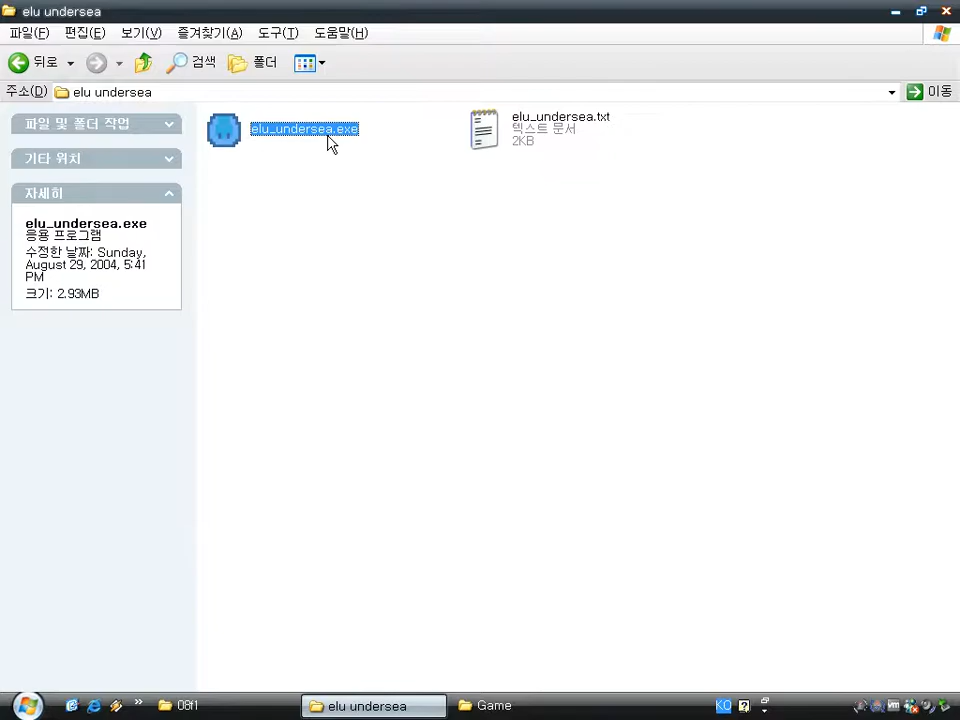 elu undersea
파일(F) 편집(E) 보기(V) 즐겨찾기(A) 도구(T) 도움말(H)
뒤로 검색 폴더
주소(D) elu undersea 이동
파일 및 폴더 작업
기타 위치
자세히
elu_undersea.exe
응용 프로그램
수정한 날짜: Sunday,
August 29, 2004, 5:41
PM
크기: 2.93MB
elu_undersea.exe
elu_undersea.txt
텍스트 문서
2KB
08f1 elu undersea Game KO